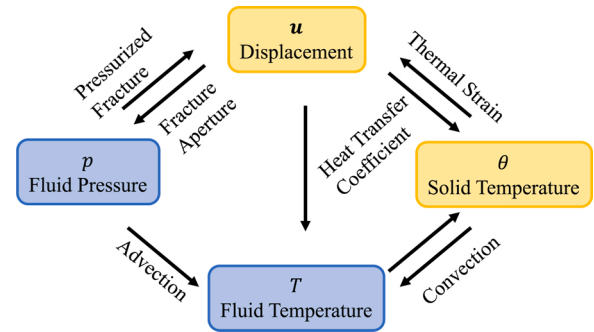 u
Displacement
Pressurized
Fracture
Fracture
Aperture
Thermal Strain
Heat Transfer
Coefficient
p
Fluid Pressure
θ
Solid Temperature
Advection
Convection
T
Fluid Temperature